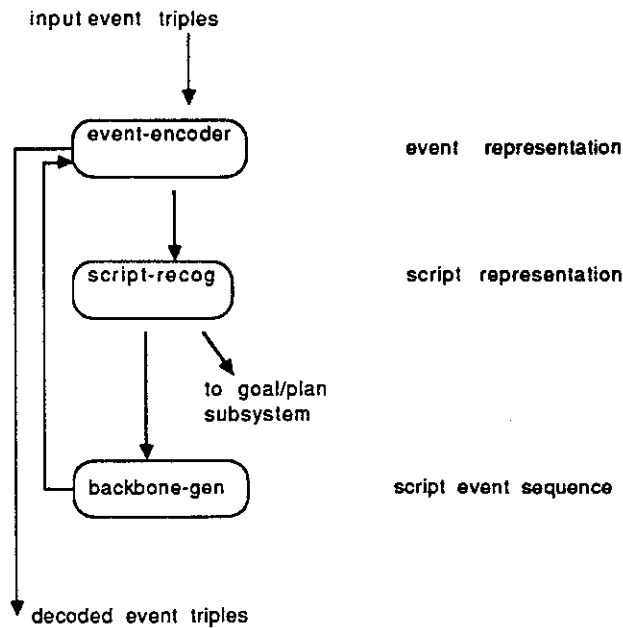 input event triples
event-encoder
event representation
script-recog
script representation
to goal/plan
subsystem
backbone-gen
script event sequence
decoded event triples